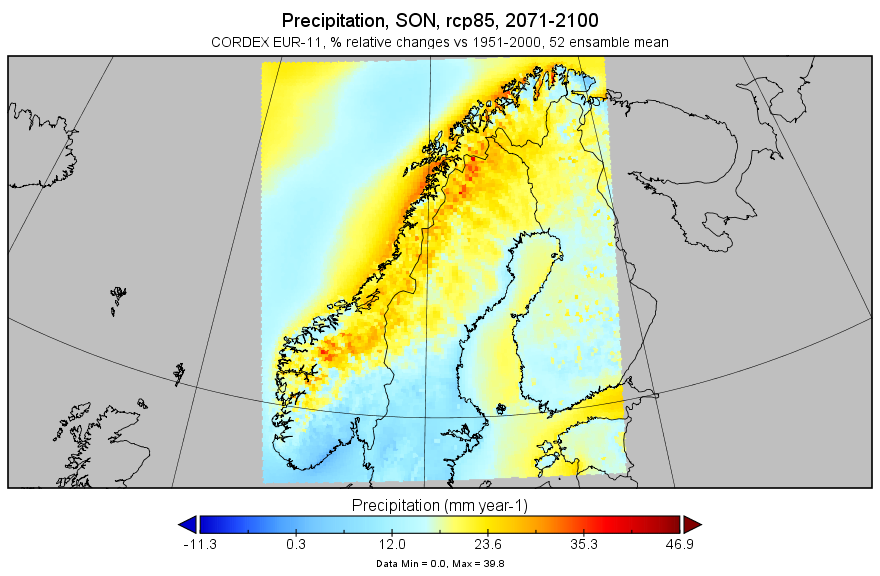 Precipitation, SON, rcp85, 2071-2100
CORDEX EUR-11, % relative changes vs 1951-2000, 52 ensamble mean
Precipitation (mm year-1)
-11.3 0.3 12.0 23.6 35.3 46.9
Data Min = 0.0, Max = 39.8